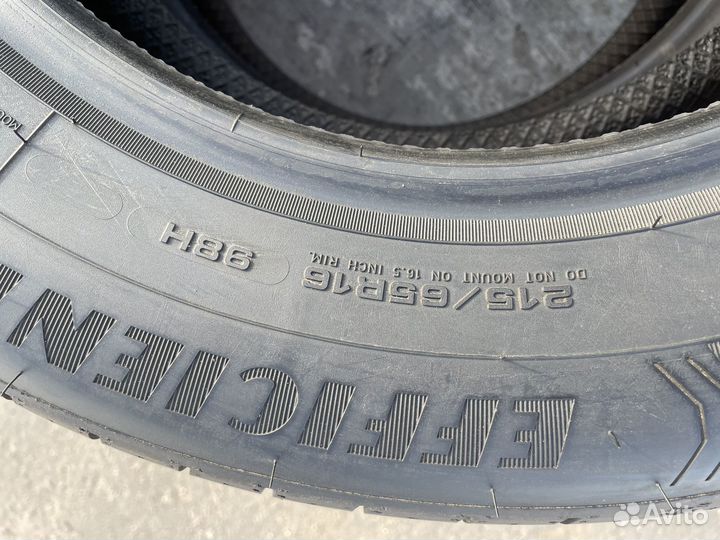 215/65R16 98H
DO NOT MOUNT ON 16.5 INCH RIM.
EFFICIEN
Avito